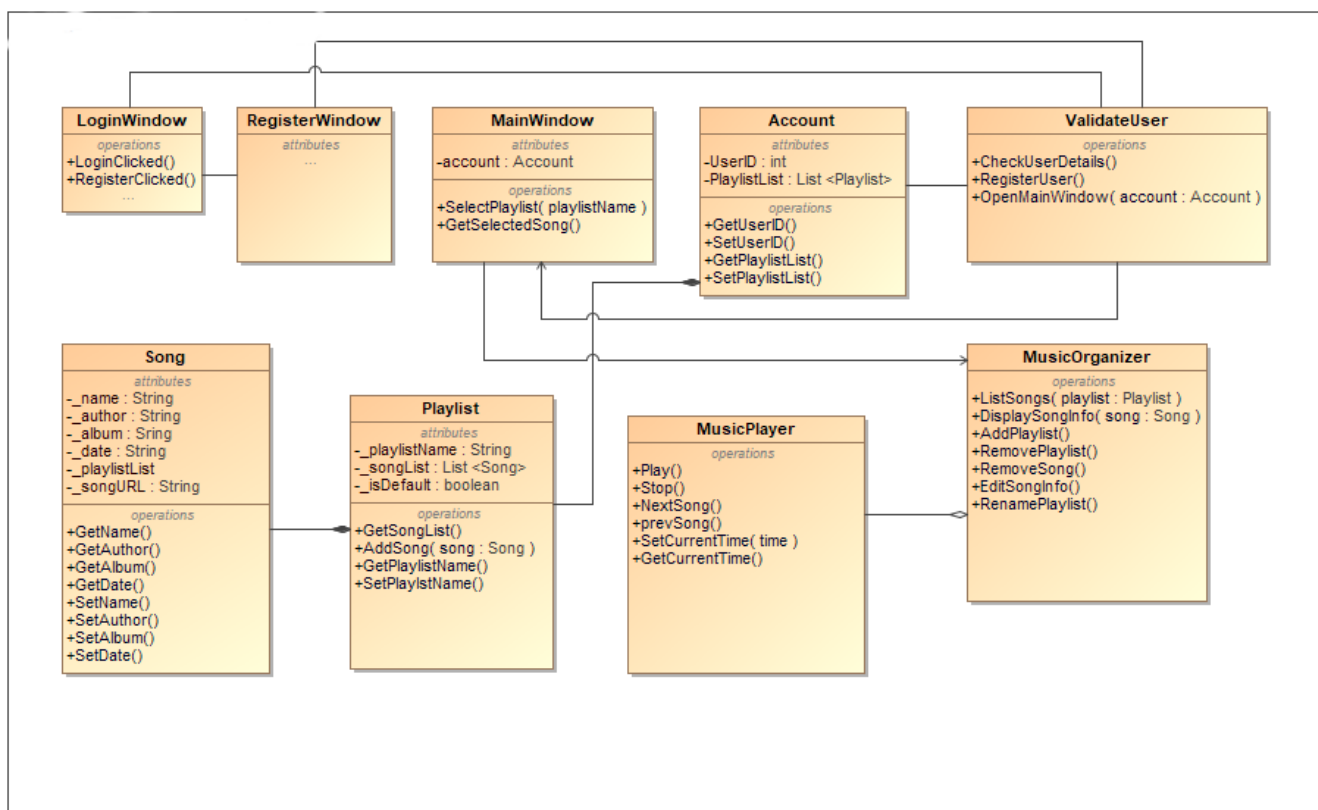 LoginWindow
operations
+LoginClicked()
+RegisterClicked()
...
RegisterWindow
attributes
...
MainWindow
attributes
-account : Account
operations
+SelectPlaylist( playlistName )
+GetSelectedSong()
Account
attributes
-UserID : int
-PlaylistList : List <Playlist>
operations
+GetUserID()
+SetUserID()
+GetPlaylistList()
+SetPlaylistList()
ValidateUser
operations
+CheckUserDetails()
+RegisterUser()
+OpenMainWindow( account : Account )
Song
attributes
-_name : String
-_author : String
-_album : Sring
-_date : String
-_playlistList
-_songURL : String
operations
+GetName()
+GetAuthor()
+GetAlbum()
+GetDate()
+SetName()
+SetAuthor()
+SetAlbum()
+SetDate()
Playlist
attributes
-_playlistName : String
-_songList : List <Song>
-_isDefault : boolean
operations
+GetSongList()
+AddSong( song : Song )
+GetPlaylistName()
+SetPlaylstName()
MusicPlayer
operations
+Play()
+Stop()
+NextSong()
+prevSong()
+SetCurrentTime( time )
+GetCurrentTime()
MusicOrganizer
operations
+ListSongs( playlist : Playlist )
+DisplaySongInfo( song : Song )
+AddPlaylist()
+RemovePlaylist()
+RemoveSong()
+EditSongInfo()
+RenamePlaylist()